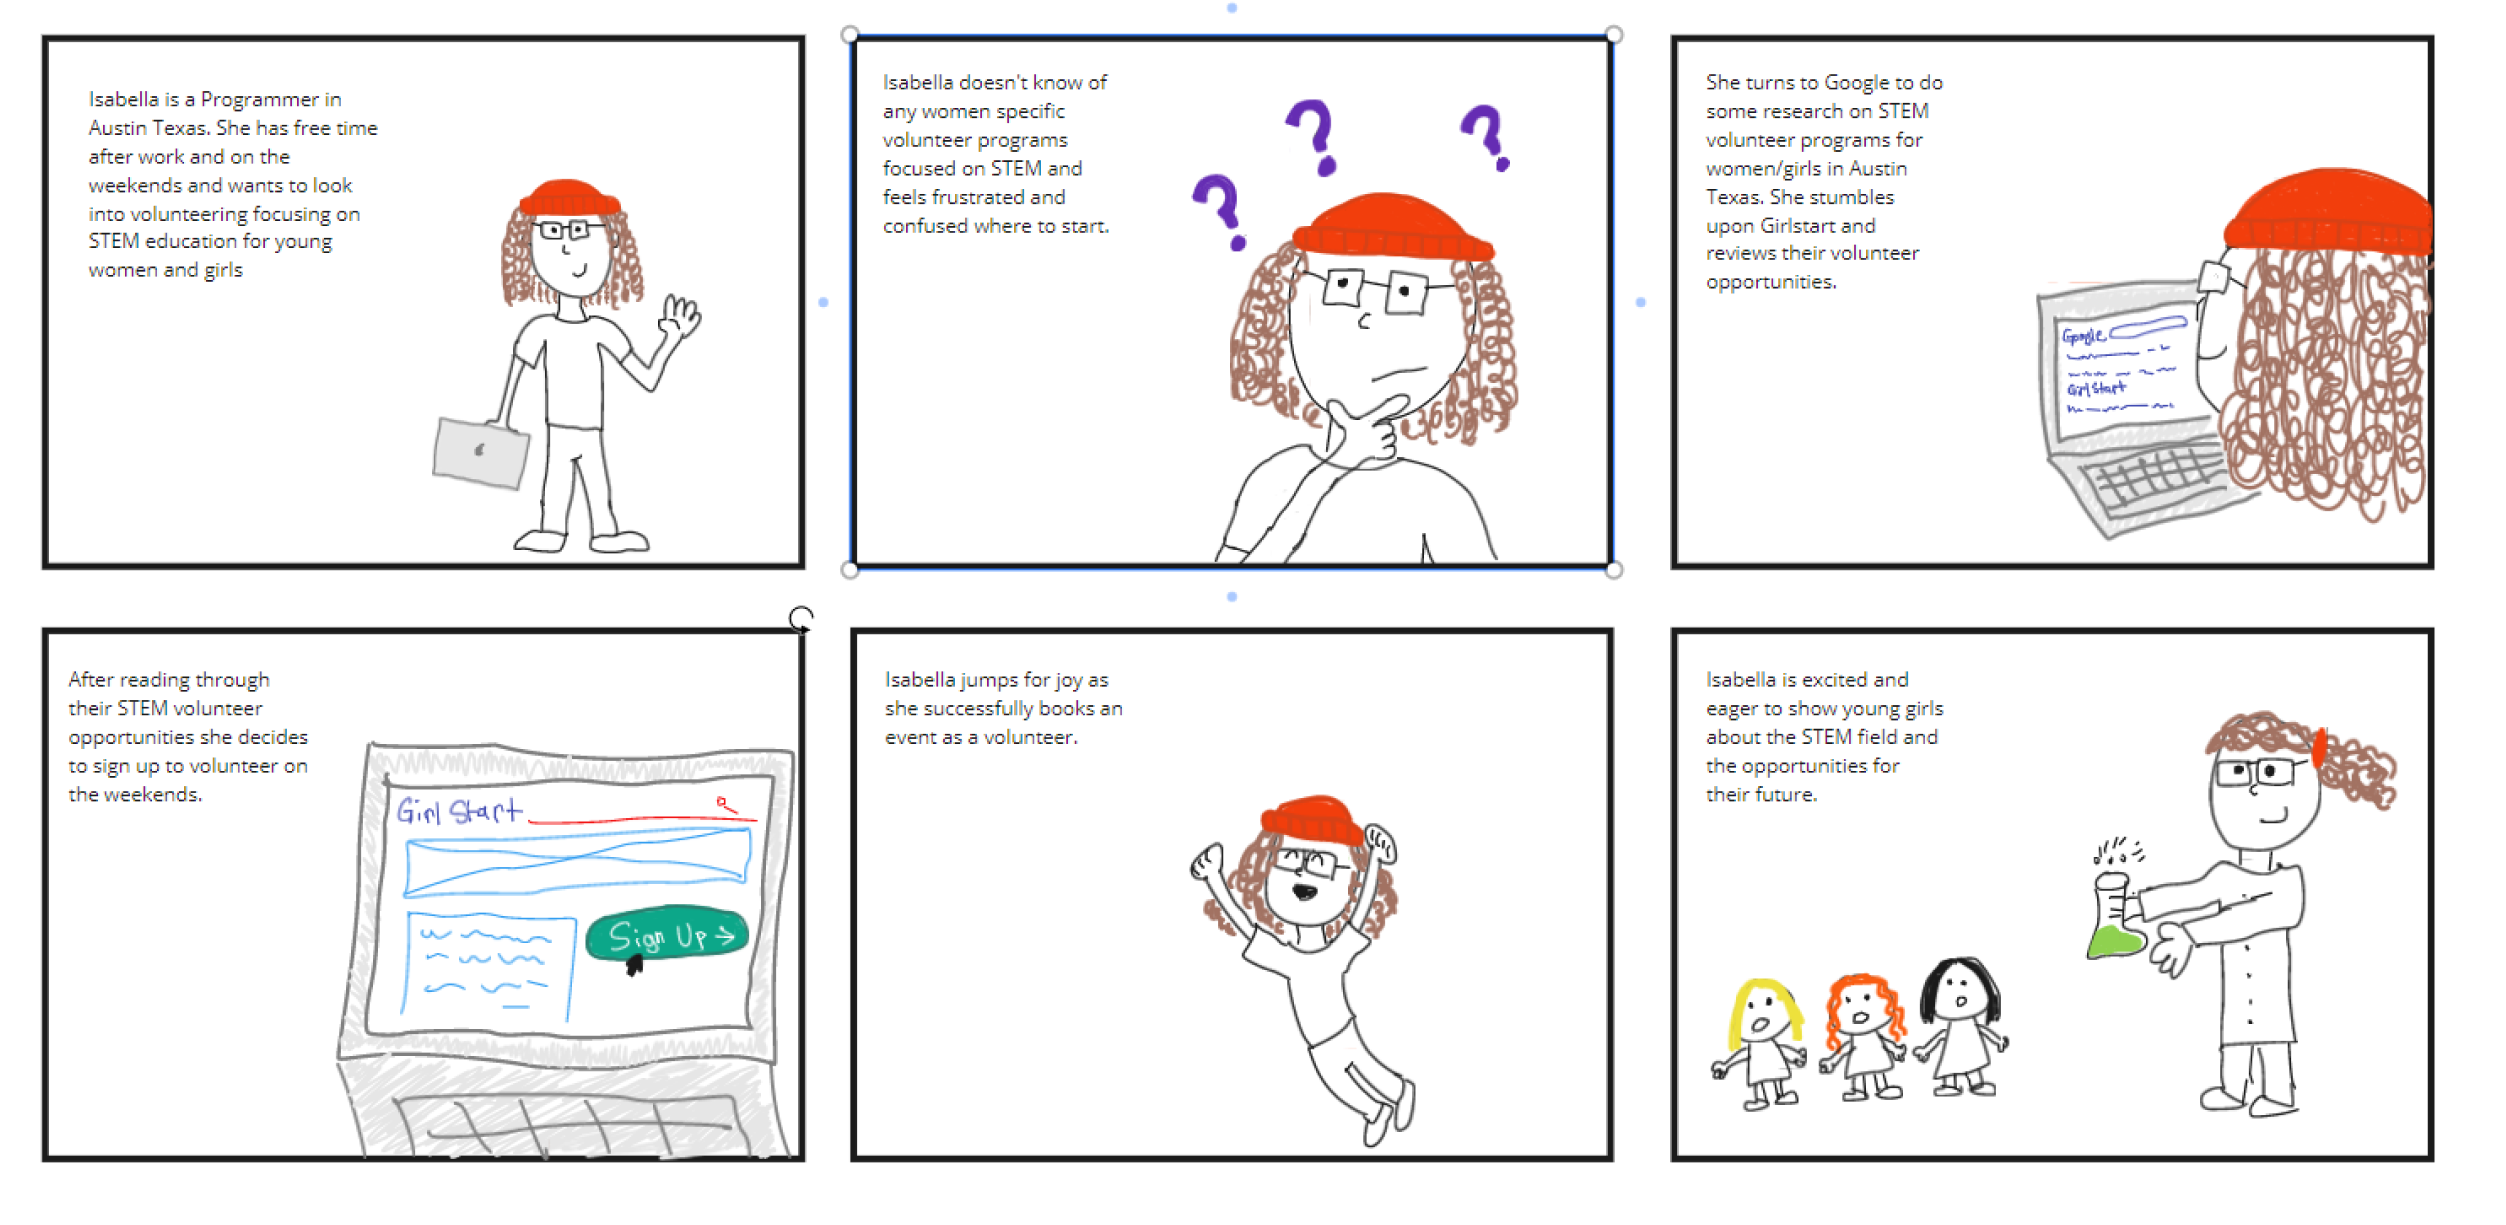 Isabella is a Programmer in
Austin Texas. She has free time
after work and on the
weekends and wants to look
into volunteering focusing on
STEM education for young
women and girls
Isabella doesn't know of
any women specific
volunteer programs
focused on STEM and
feels frustrated and
confused where to start.
? ? ?
She turns to Google to do
some research on STEM
volunteer programs for
women/girls in Austin
Texas. She stumbles
upon Girlstart and
reviews their volunteer
opportunities.
Google
Girl Start
After reading through
their STEM volunteer
opportunities she decides
to sign up to volunteer on
the weekends.
Girl Start
Sign Up →
Isabella jumps for joy as
she successfully books an
event as a volunteer.
Isabella is excited and
eager to show young girls
about the STEM field and
the opportunities for
their future.